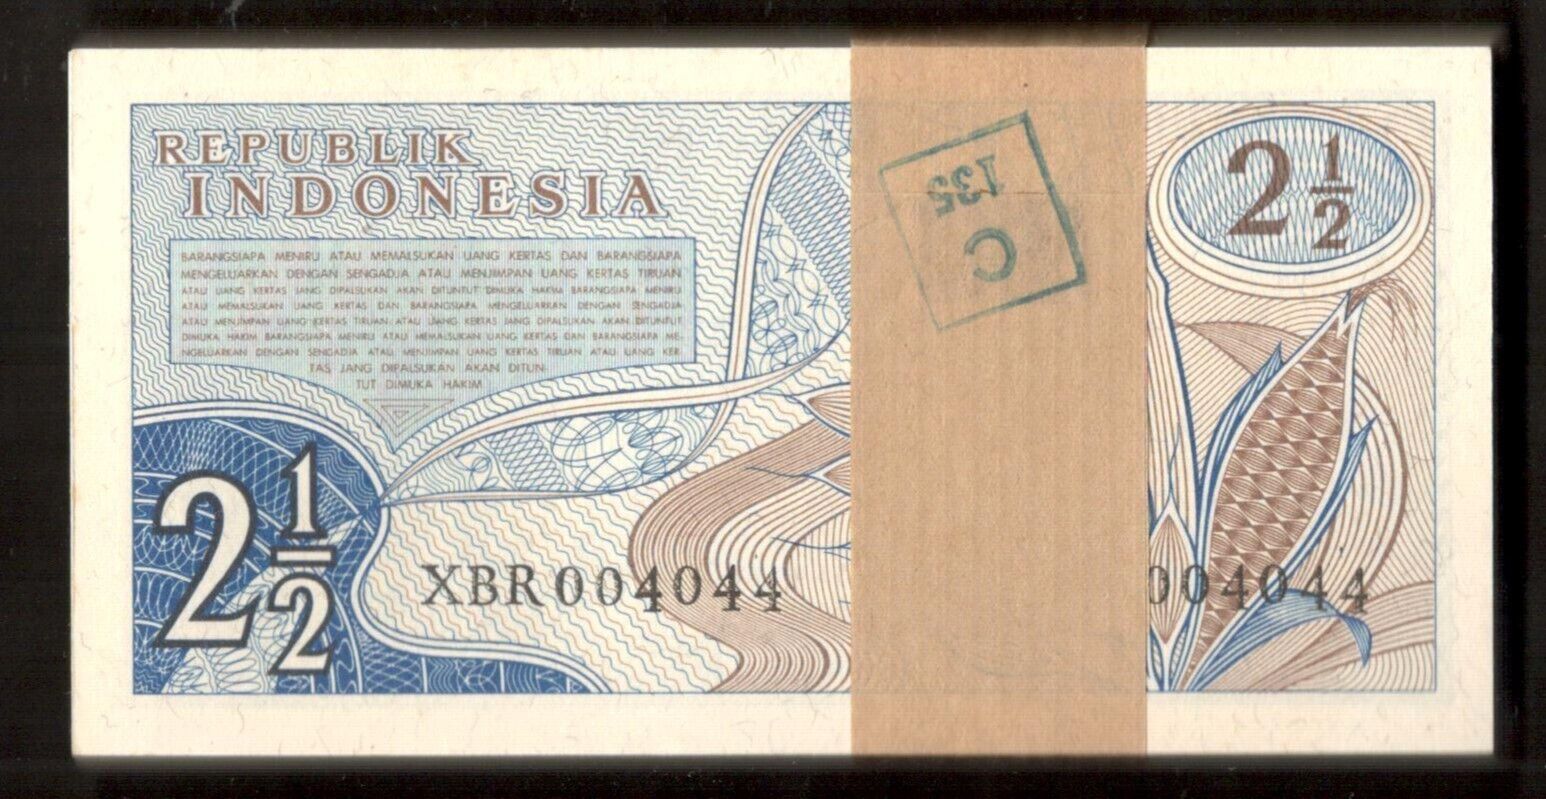 REPUBLIK
INDONESIA
BARANGSIAPA MENIRU ATAU MEMALSUKAN UANG KERTAS DAN BARANGSIAPA
MENGELUARKAN DENGAN SENGADJA ATAU MENJIMPAN UANG KERTAS TIRUAN
ATAU UANG KERTAS JANG DIPALSUKAN AKAN DITUNTUT DIMUKA HAKIM. BARANGSIAPA MENIRU
ATAU MEMALSUKAN UANG KERTAS DAN BARANGSIAPA MENGELUARKAN DENGAN SENGADJA
ATAU MENJIMPAN UANG KERTAS TIRUAN ATAU UANG KERTAS JANG DIPALSUKAN AKAN DITUNTUT
DIMUKA HAKIM. BARANGSIAPA MENIRU ATAU MEMALSUKAN UANG KERTAS DAN BARANGSIAPA ME-
NGELUARKAN DENGAN SENGADJA ATAU MENJIMPAN UANG KERTAS TIRUAN ATAU UANG KER
TAS JANG DIPALSUKAN AKAN DITUN-
TUT DIMUKA HAKIM
2 1/2
C
135
2 1/2
XBR004044
004044